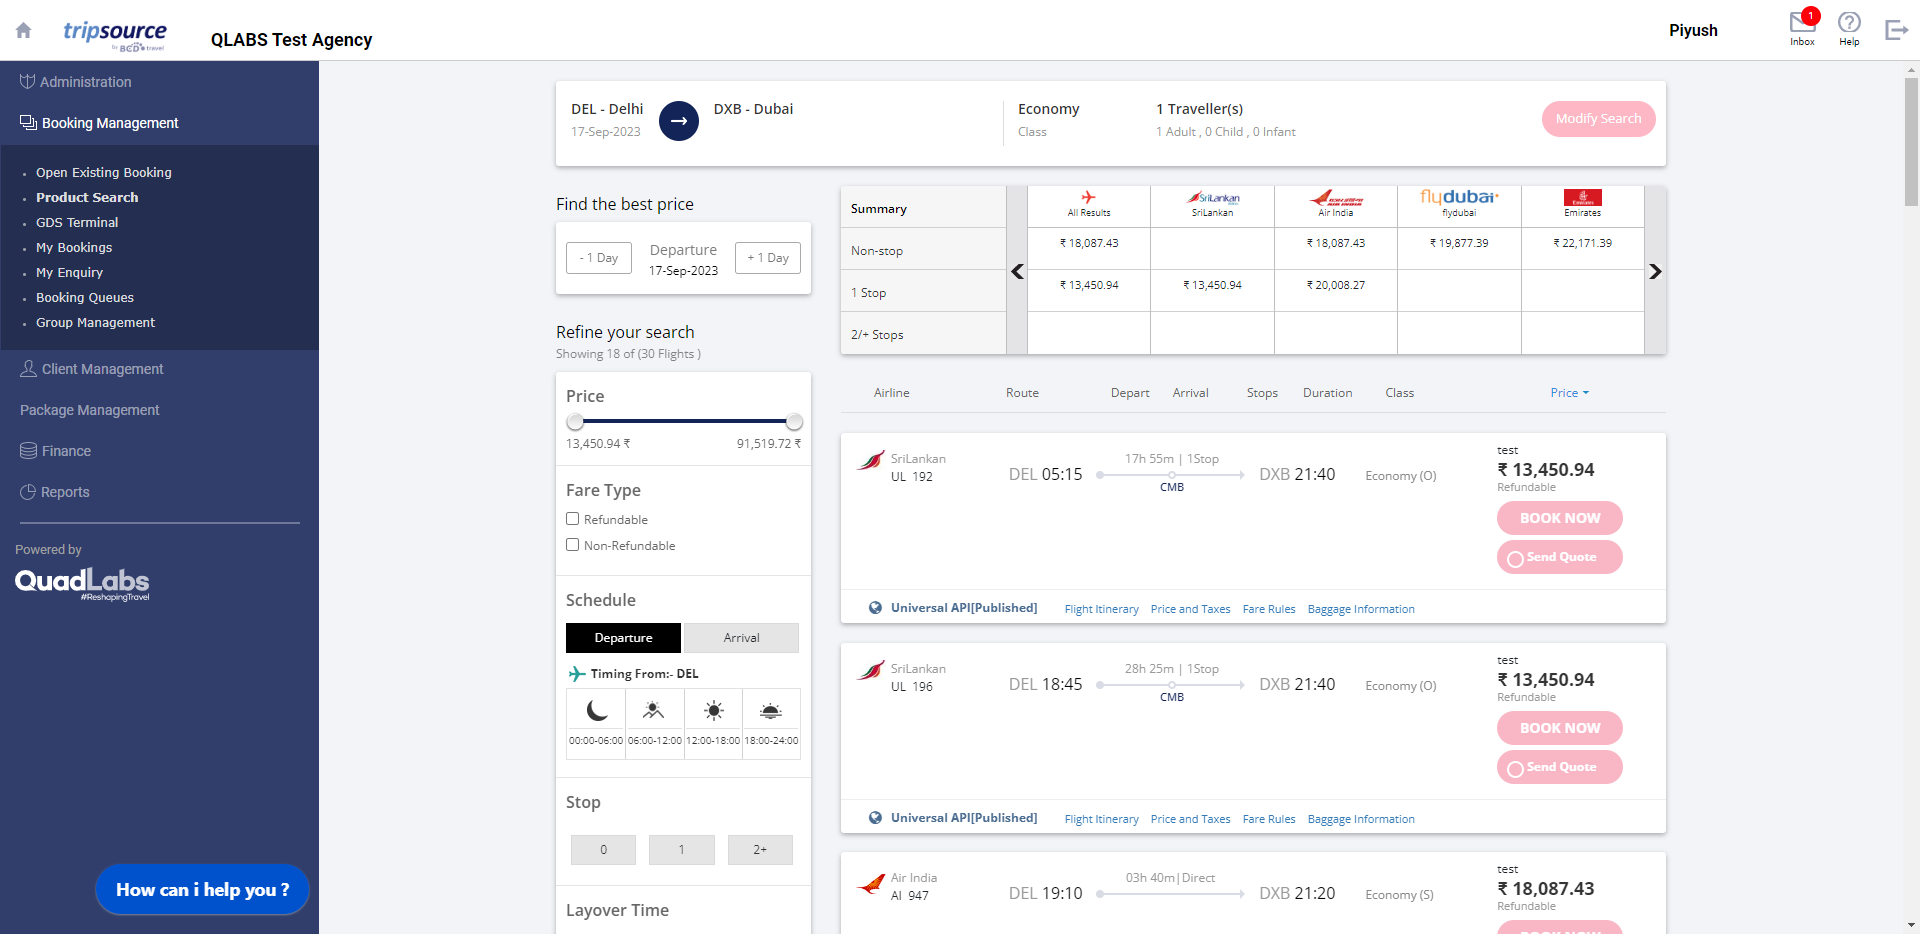 tripsource
by BCD travel
QLABS Test Agency
Piyush
1
Inbox
Help
Administration
Booking Management
Open Existing Booking
Product Search
GDS Terminal
My Bookings
My Enquiry
Booking Queues
Group Management
Client Management
Package Management
Finance
Reports
Powered by
QuadLabs
#ReshapingTravel
How can i help you ?
DEL - Delhi
17-Sep-2023
DXB - Dubai
Economy
Class
1 Traveller(s)
1 Adult , 0 Child , 0 Infant
Modify Search
Find the best price
- 1 Day
Departure
17-Sep-2023
+ 1 Day
Refine your search
Showing 18 of (30 Flights )
Price
13,450.94 ₹ 91,519.72 ₹
Fare Type
Refundable
Non-Refundable
Schedule
Departure Arrival
Timing From:- DEL
00:00-06:00 06:00-12:00 12:00-18:00 18:00-24:00
Stop
0 1 2+
Layover Time
Summary
All Results
SriLankan
SriLankan
AIR INDIA
Air India
flydubai
flydubai
Emirates
Emirates
Non-stop ₹ 18,087.43 ₹ 18,087.43 ₹ 19,877.39 ₹ 22,171.39
1 Stop ₹ 13,450.94 ₹ 13,450.94 ₹ 20,008.27
2/+ Stops
Airline Route Depart Arrival Stops Duration Class Price
SriLankan
UL 192
DEL 05:15
17h 55m | 1Stop
CMB
DXB 21:40
Economy (O)
test
₹ 13,450.94
Refundable
BOOK NOW
Send Quote
Universal API[Published] Flight Itinerary Price and Taxes Fare Rules Baggage Information
SriLankan
UL 196
DEL 18:45
28h 25m | 1Stop
CMB
DXB 21:40
Economy (O)
test
₹ 13,450.94
Refundable
BOOK NOW
Send Quote
Universal API[Published] Flight Itinerary Price and Taxes Fare Rules Baggage Information
Air India
AI 947
DEL 19:10
03h 40m|Direct
DXB 21:20
Economy (S)
test
₹ 18,087.43
Refundable
BOOK NOW